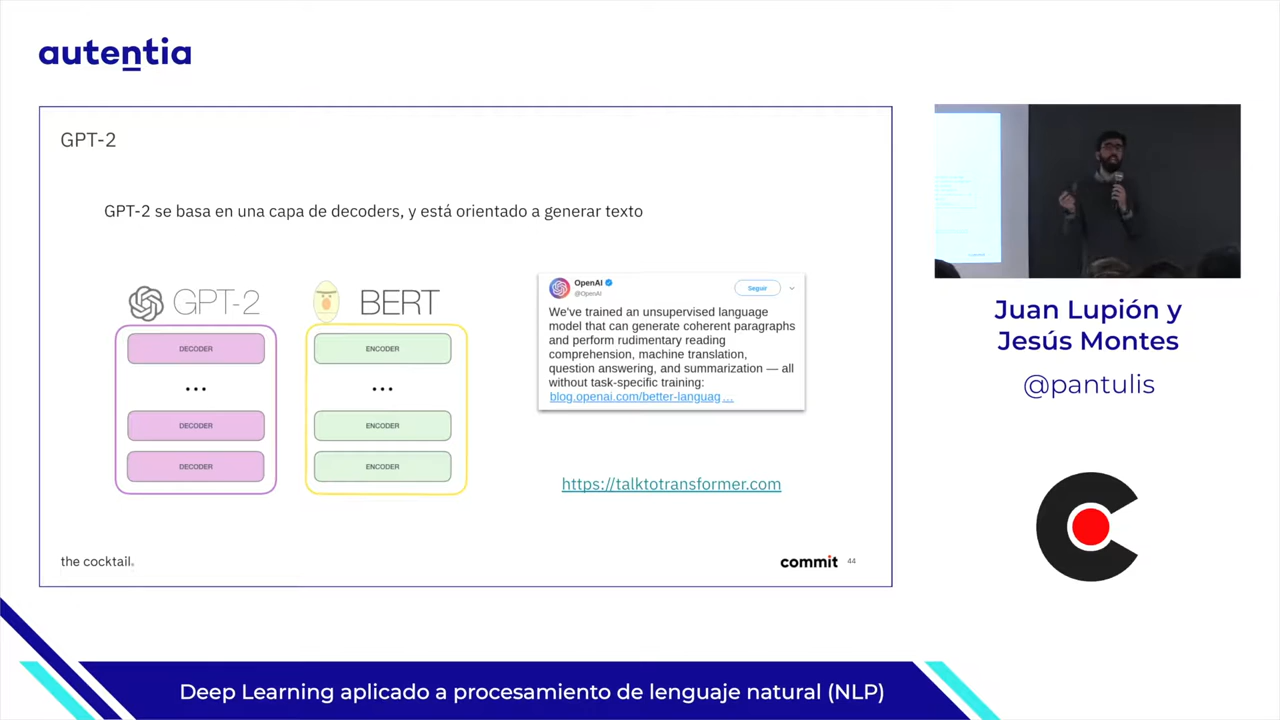 autentia
GPT-2
GPT-2 se basa en una capa de decoders, y está orientado a generar texto
GPT-2
DECODER
...
DECODER
DECODER
BERT
ENCODER
...
ENCODER
ENCODER
OpenAI
@OpenAI
Seguir
We've trained an unsupervised language
model that can generate coherent paragraphs
and perform rudimentary reading
comprehension, machine translation,
question answering, and summarization — all
without task-specific training:
blog.openai.com/better-languag…
https://talktotransformer.com
the cocktail.
commit 44
Juan Lupión y
Jesús Montes
@pantulis
Deep Learning aplicado a procesamiento de lenguaje natural (NLP)